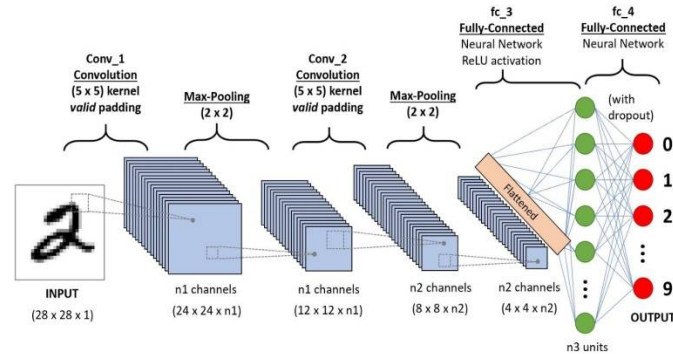 fc_3
Fully-Connected
Neural Network
ReLU activation
fc_4
Fully-Connected
Neural Network
Conv_1
Convolution
(5 x 5) kernel
valid padding
Max-Pooling
(2 x 2)
Conv_2
Convolution
(5 x 5) kernel
valid padding
Max-Pooling
(2 x 2)
(with
dropout)
2
Flattened
0
1
2
9
INPUT
(28 x 28 x 1)
n1 channels
(24 x 24 x n1)
n1 channels
(12 x 12 x n1)
n2 channels
(8 x 8 x n2)
n2 channels
(4 x 4 x n2)
OUTPUT
n3 units